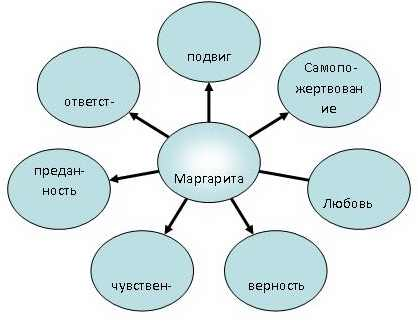 подвиг
Самопо-
жертвован
ие
ответст-
предан-
ность
Маргарита
Любовь
чувствен-
верность